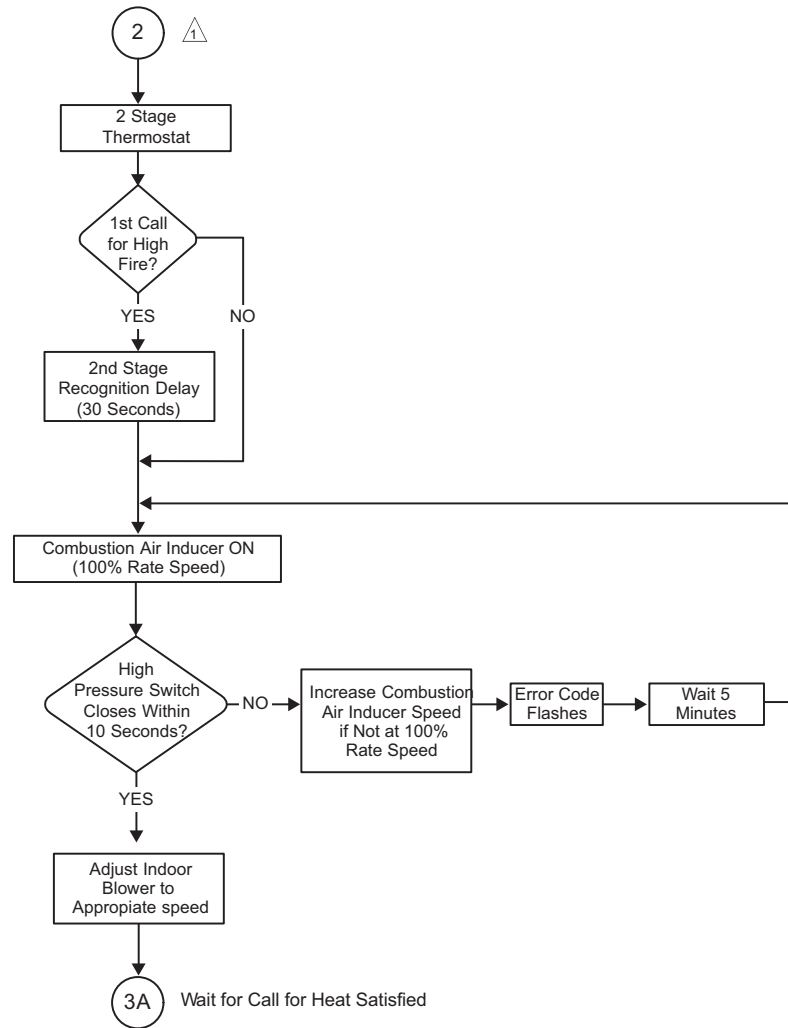 2
1
2 Stage
Thermostat
1st Call
for High
Fire?
YES
NO
2nd Stage
Recognition Delay
(30 Seconds)
Combustion Air Inducer ON
(100% Rate Speed)
High
Pressure Switch
Closes Within
10 Seconds?
NO
Increase Combustion
Air Inducer Speed
if Not at 100%
Rate Speed
Error Code
Flashes
Wait 5
Minutes
YES
Adjust Indoor
Blower to
Appropiate speed
3A
Wait for Call for Heat Satisfied